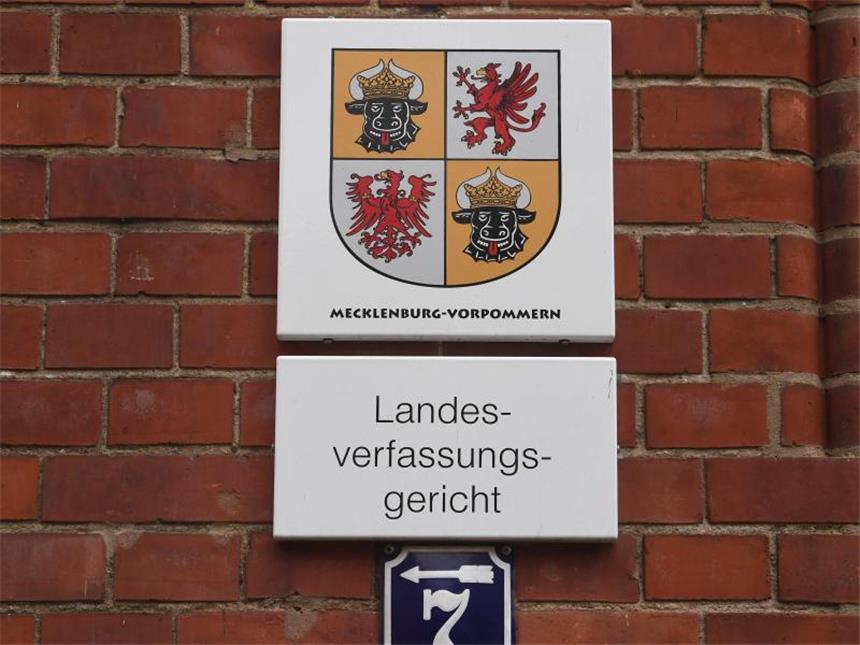 MECKLENBURG-VORPOMMERN
Landes-
verfassungs-
gericht
7